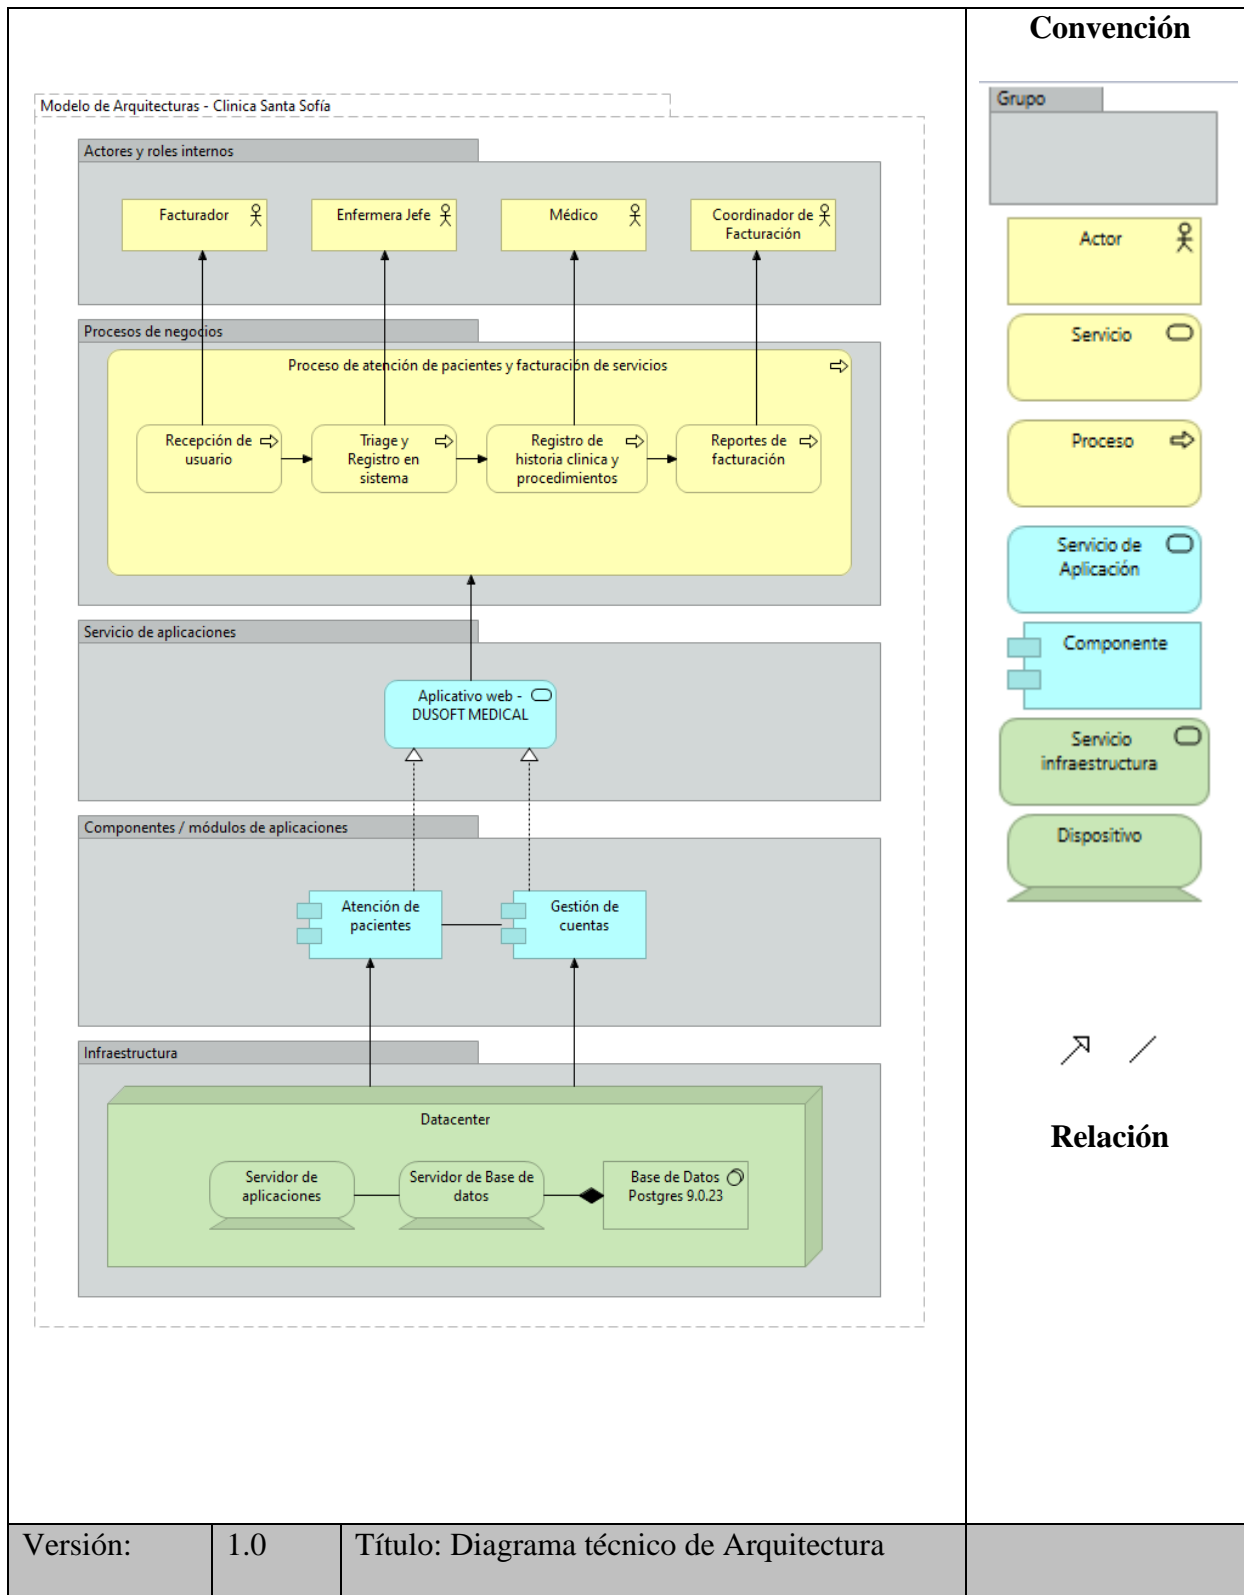 Convención
Modelo de Arquitecturas - Clinica Santa Sofía
Actores y roles internos
Facturador
Enfermera Jefe
Médico
Coordinador de
Facturación
Procesos de negocios
Proceso de atención de pacientes y facturación de servicios
Recepción de
usuario
Triage y
Registro en
sistema
Registro de
historia clinica y
procedimientos
Reportes de
facturación
Servicio de aplicaciones
Aplicativo web -
DUSOFT MEDICAL
Componentes / módulos de aplicaciones
Atención de
pacientes
Gestión de
cuentas
Infraestructura
Datacenter
Servidor de
aplicaciones
Servidor de Base de
datos
Base de Datos
Postgres 9.0.23
Grupo
Actor
Servicio
Proceso
Servicio de
Aplicación
Componente
Servicio
infraestructura
Dispositivo
Relación
Versión:
1.0
Título: Diagrama técnico de Arquitectura